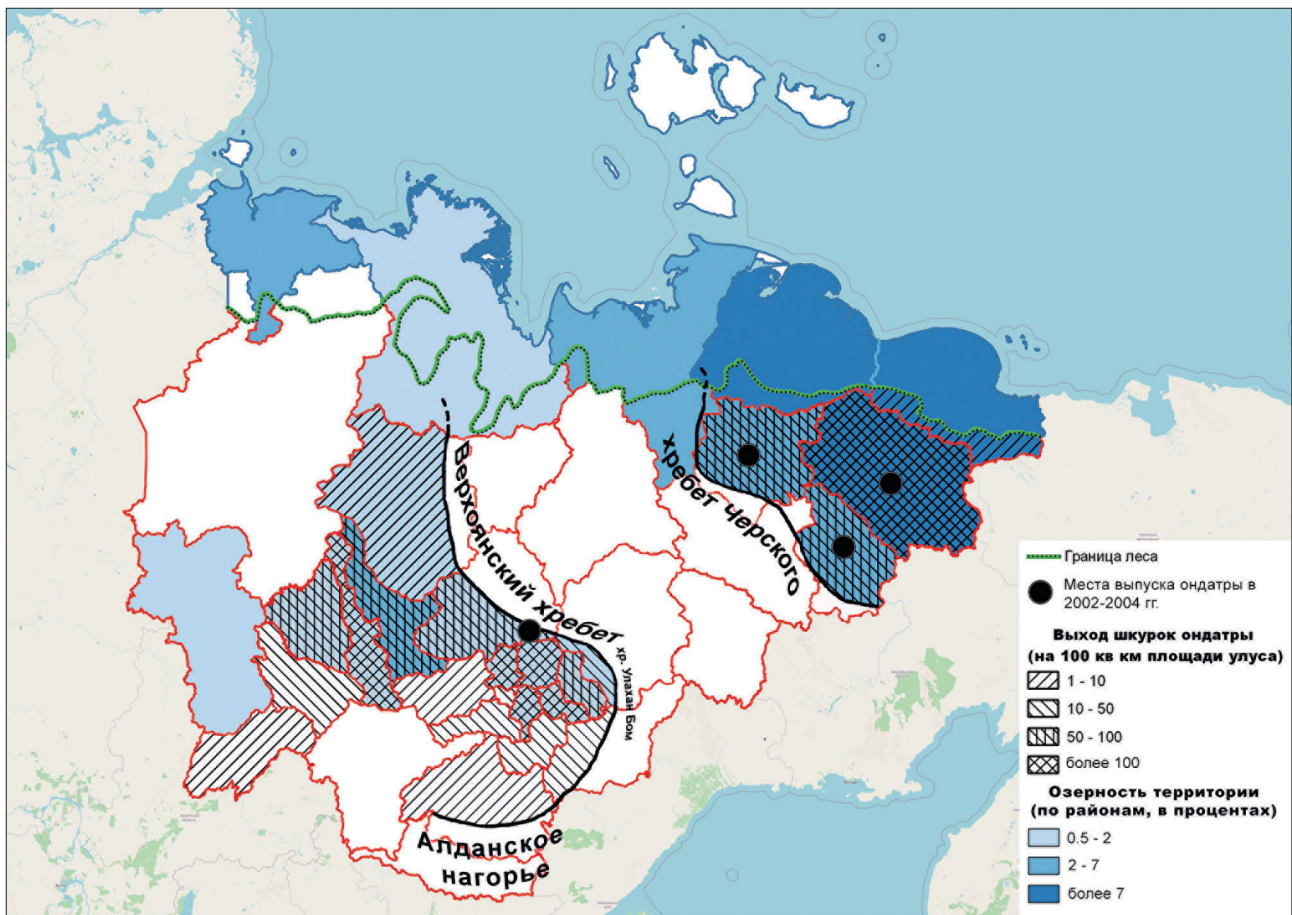 Верхоянский хребет
хр. Улахан Бом
хребет Черского
Алданское
нагорье
Граница леса
Места выпуска ондатры в
2002-2004 гг.
Выход шкурок ондатры
(на 100 кв км площади улуса)
1 - 10
10 - 50
50 - 100
более 100
Озерность территории
(по районам, в процентах)
0.5 - 2
2 - 7
более 7